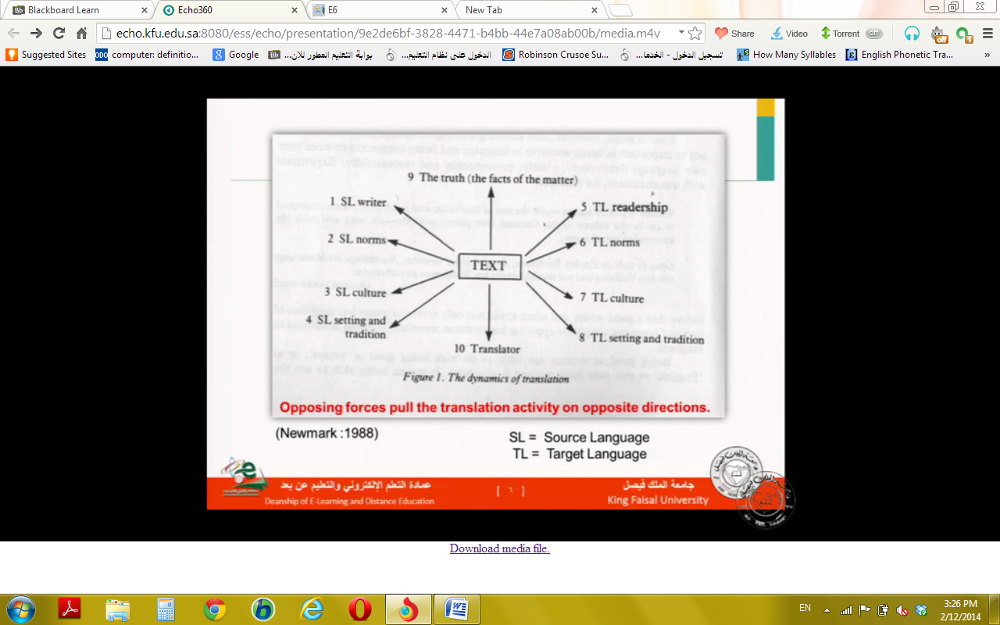 Blackboard Learn
Echo360
E6
New Tab
echo.kfu.edu.sa:8080/ess/echo/presentation/9e2de6bf-3828-4471-b4bb-44e7a08ab00b/media.m4v
Share
Video
Torrent
Off
Off
Suggested Sites
computer: definitio...
Google
بوابة التعليم المطور للان...
الدخول على نظام التعليم...
Robinson Crusoe Su...
تسجيل الدخول - الخدما...
How Many Syllables
English Phonetic Tra...
»
9 The truth (the facts of the matter)
1 SL writer
2 SL norms
3 SL culture
4 SL setting and
tradition
TEXT
5 TL readership
6 TL norms
7 TL culture
8 TL setting and tradition
10 Translator
Figure 1. The dynamics of translation
Opposing forces pull the translation activity on opposite directions.
(Newmark :1988)
SL = Source Language
TL = Target Language
عمادة التعلم الإلكتروني والتعليم عن بعد
Deanship of E-Learning and Distance Education
[ ٦ ]
جامعة الملك فيصل
King Faisal University
Download media file.
EN
3:26 PM
2/12/2014